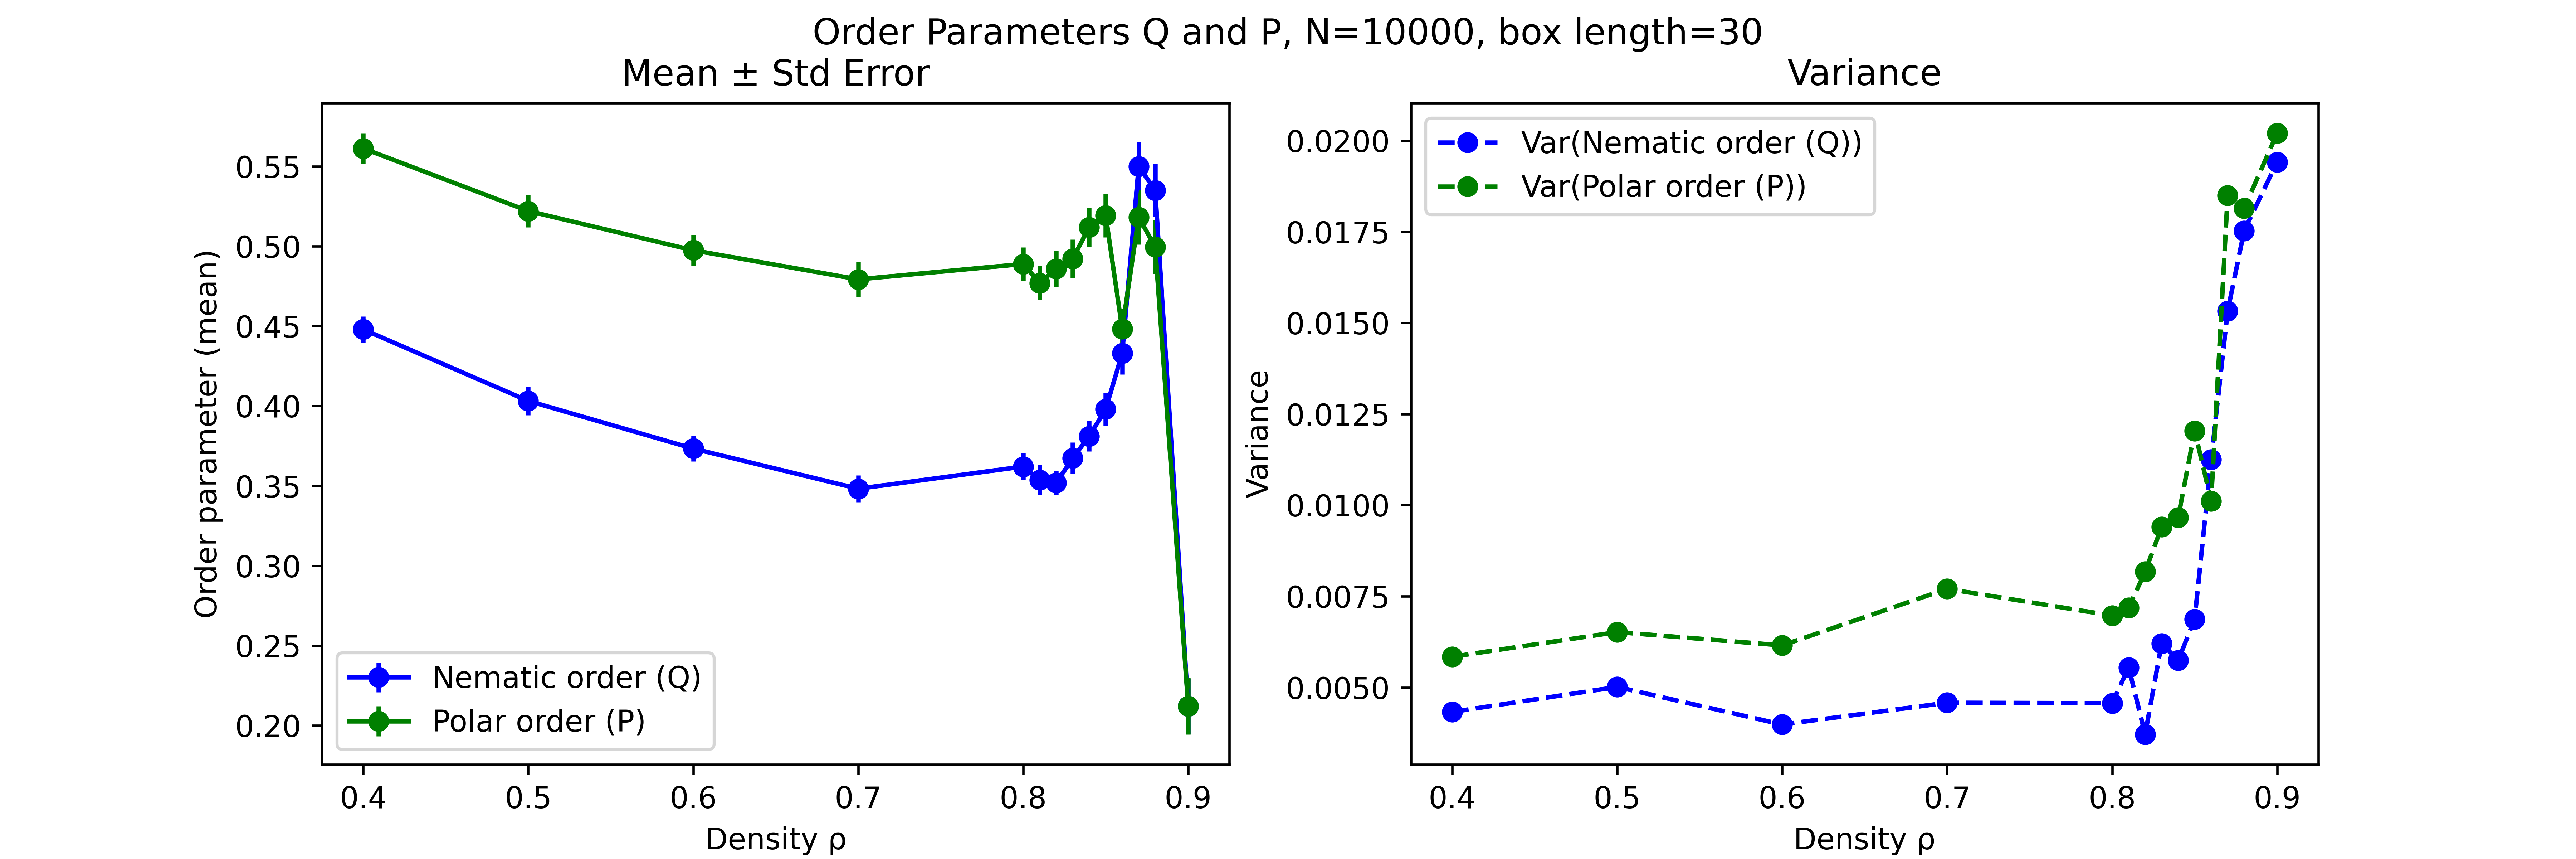 Order Parameters Q and P, N=10000, box length=30
Mean ± Std Error
Order parameter (mean)
0.55
0.50
0.45
0.40
0.35
0.30
0.25
0.20
Nematic order (Q)
Polar order (P)
0.4 0.5 0.6 0.7 0.8 0.9
Density ρ
Variance
Variance
0.0200
0.0175
0.0150
0.0125
0.0100
0.0075
0.0050
Var(Nematic order (Q))
Var(Polar order (P))
0.4 0.5 0.6 0.7 0.8 0.9
Density ρ